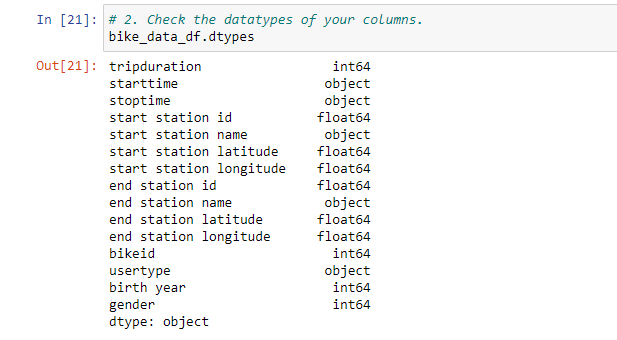 In [21]: # 2. Check the datatypes of your columns.
bike_data_df.dtypes
Out[21]: tripduration int64
starttime object
stoptime object
start station id float64
start station name object
start station latitude float64
start station longitude float64
end station id float64
end station name object
end station latitude float64
end station longitude float64
bikeid int64
usertype object
birth year int64
gender int64
dtype: object